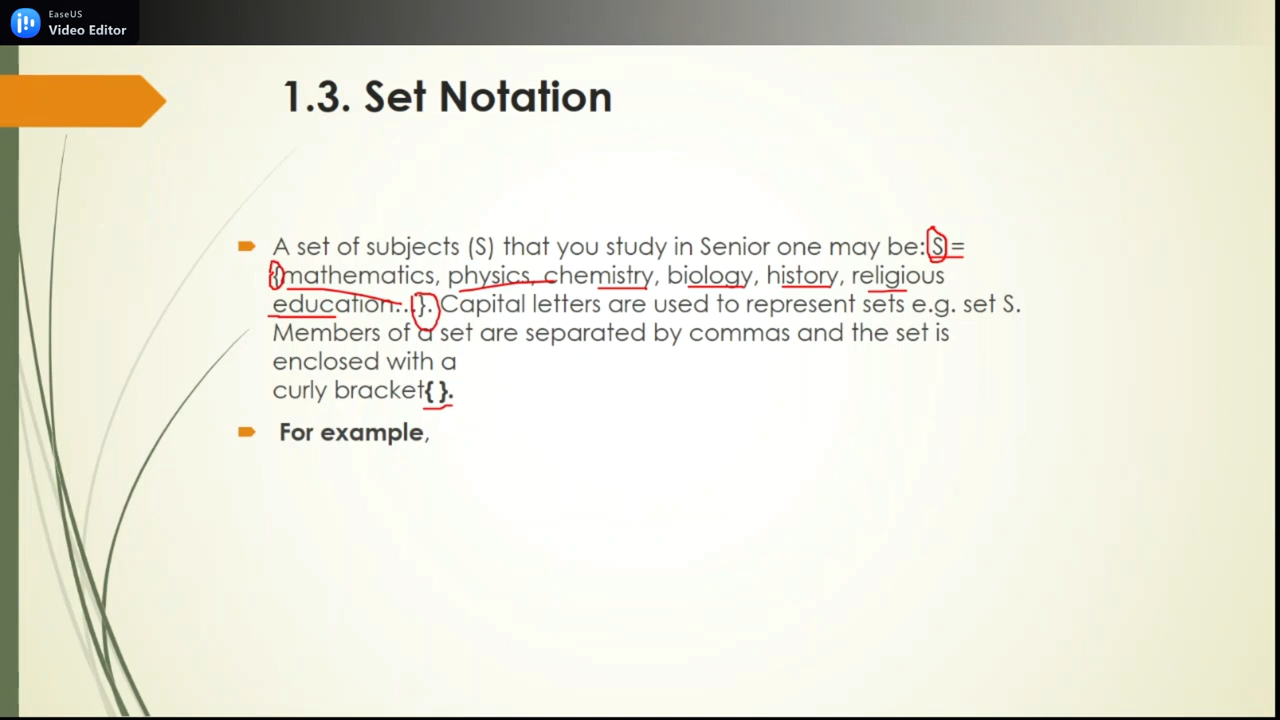 EaseUS
Video Editor
1.3. Set Notation
A set of subjects (S) that you study in Senior one may be: S =
{mathematics, physics, chemistry, biology, history, religious
education...}. Capital letters are used to represent sets e.g. set S.
Members of a set are separated by commas and the set is
enclosed with a
curly bracket{ }.
For example,